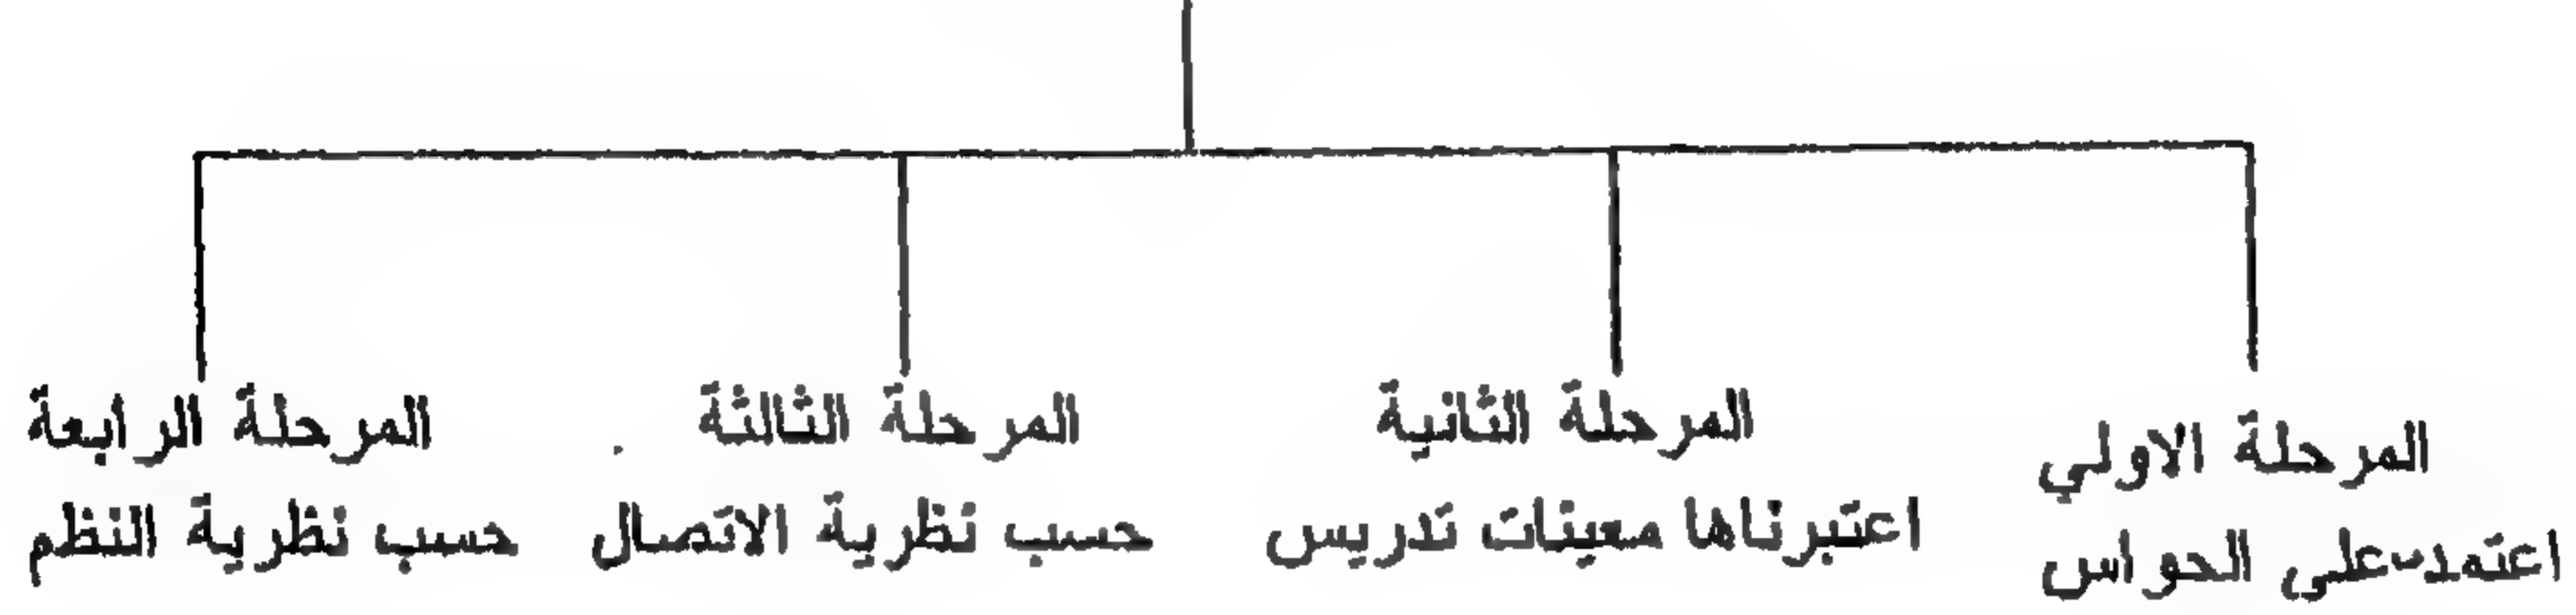 المرحلة الاولي
اعتمدت على الحواس
المرحلة الثانية
اعتبرناها معينات تدريس
المرحلة الثالثة
حسب نظرية الاتصال
المرحلة الرابعة
حسب نظرية النظم